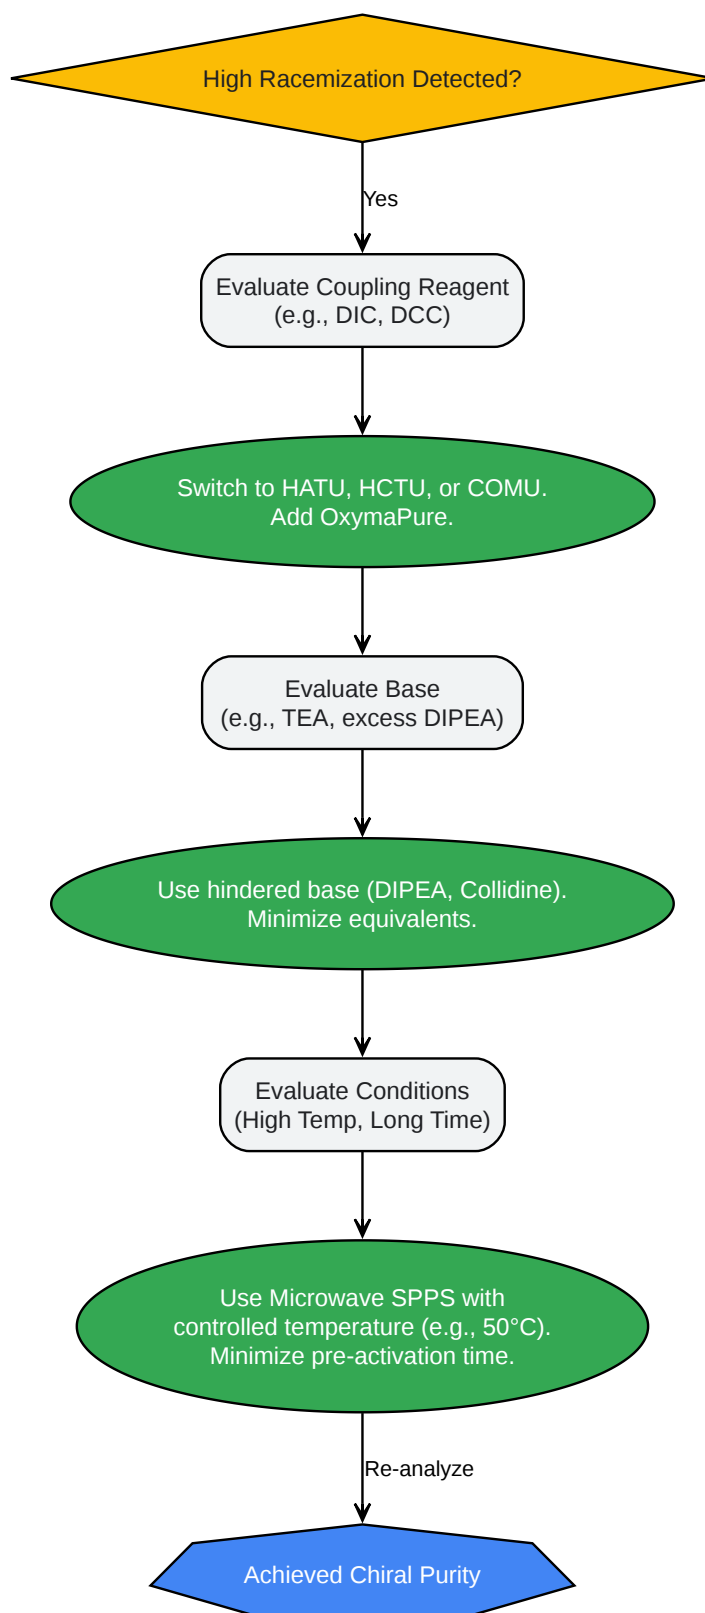 High Racemization Detected?
Yes
Evaluate Coupling Reagent
(e.g., DIC, DCC)
Switch to HATU, HCTU, or COMU.
Add OxymaPure.
Evaluate Base
(e.g., TEA, excess DIPEA)
Use hindered base (DIPEA, Collidine).
Minimize equivalents.
Evaluate Conditions
(High Temp, Long Time)
Use Microwave SPPS with
controlled temperature (e.g., 50°C).
Minimize pre-activation time.
Re-analyze
Achieved Chiral Purity